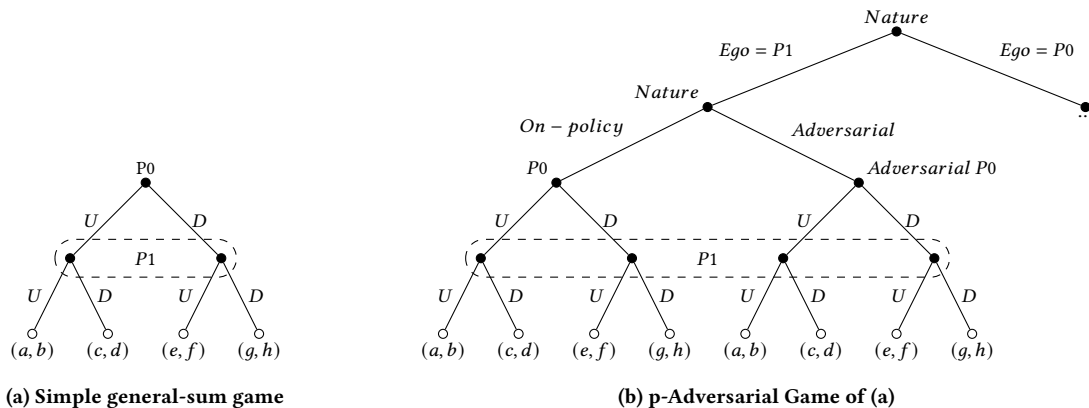 Nature
Ego = P1
Ego = P0
Nature
..
On − policy
Adversarial
P0
P0
Adversarial P0
U
D
U
D
U
D
P1
P1
U
D
U
D
U
D
U
D
U
D
U
D
(a, b)
(c, d)
(e, f)
(g, h)
(a, b)
(c, d)
(e, f)
(g, h)
(a, b)
(c, d)
(e, f)
(g, h)
(a) Simple general-sum game
(b) p-Adversarial Game of (a)